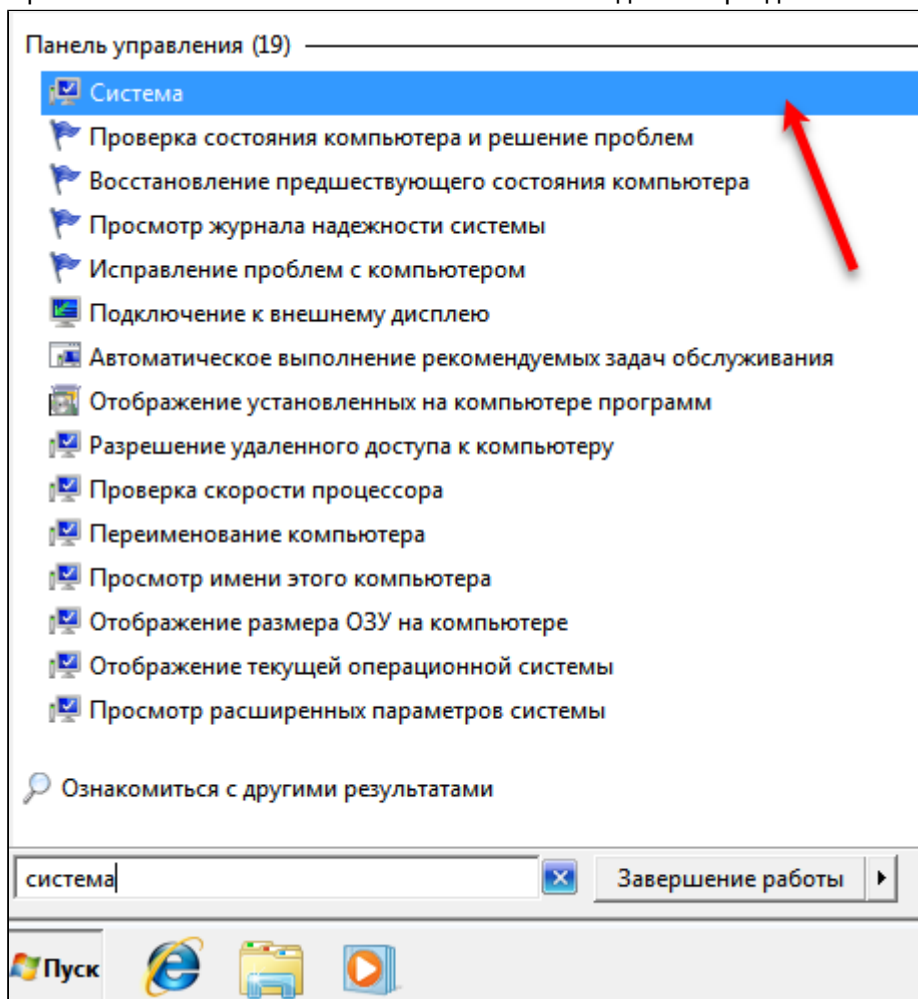 Панель управления (19)
Система
Проверка состояния компьютера и решение проблем
Восстановление предшествующего состояния компьютера
Просмотр журнала надежности системы
Исправление проблем с компьютером
Подключение к внешнему дисплею
Автоматическое выполнение рекомендуемых задач обслуживания
Отображение установленных на компьютере программ
Разрешение удаленного доступа к компьютеру
Проверка скорости процессора
Переименование компьютера
Просмотр имени этого компьютера
Отображение размера ОЗУ на компьютере
Отображение текущей операционной системы
Просмотр расширенных параметров системы
Ознакомиться с другими результатами
система
Завершение работы
Пуск